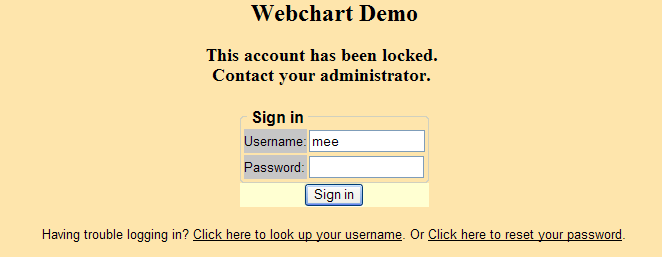 Webchart Demo
This account has been locked.
Contact your administrator.
Sign in
Username: mee
Password:
Sign in
Having trouble logging in? Click here to look up your username. Or Click here to reset your password.